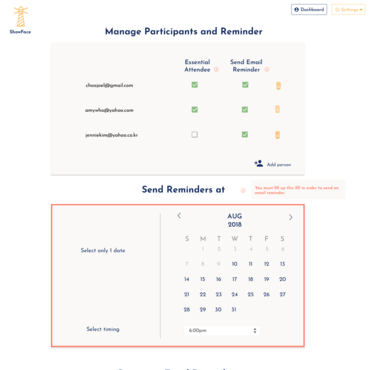 Dashboard
Settings
ShowFace
Manage Participants and Reminder
Essential Attendee
Send Email Reminder
chaojoel@gmail.com
amywho@yahoo.com
jenniekim@yahoo.co.kr
Add person
Send Reminders at
You must fill up the fill in order to send an
email reminder
AUG
2018
S M T W T F S
1 2 3 4 5 6
7 8 9 10 11 12 13
14 15 16 17 18 19 20
21 22 23 24 25 26 27
28 29 30 31
Select only 1 date
Select timing
6:00pm